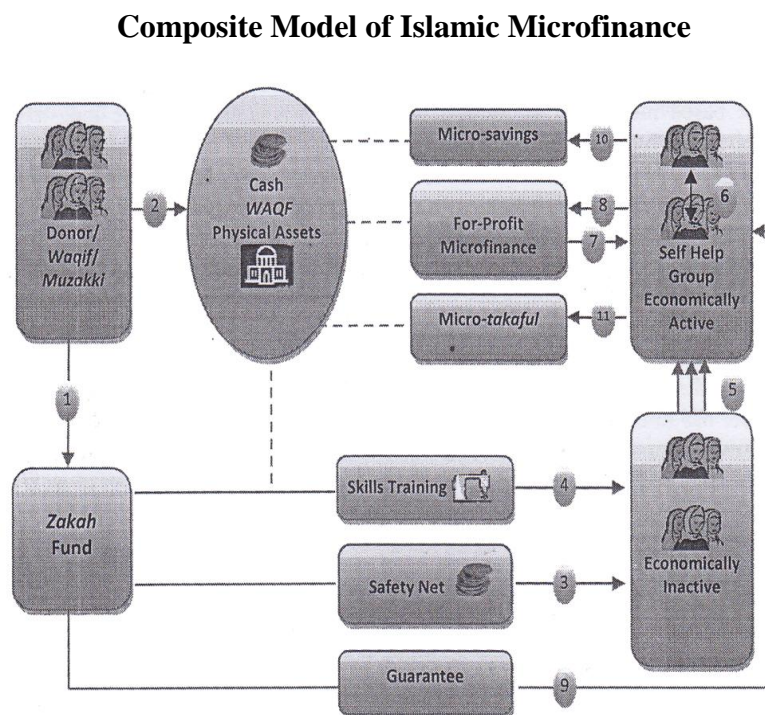 Composite Model of Islamic Microfinance
Donor/
Waqif/
Muzakki
2
Cash
WAQF
Physical Assets
Micro-savings
10
For-Profit
Microfinance
8
7
Micro-takaful
11
6
Self Help
Group
Economically
Active
1
5
Zakah
Fund
Skills Training
4
Safety Net
3
Economically
Inactive
Guarantee
9